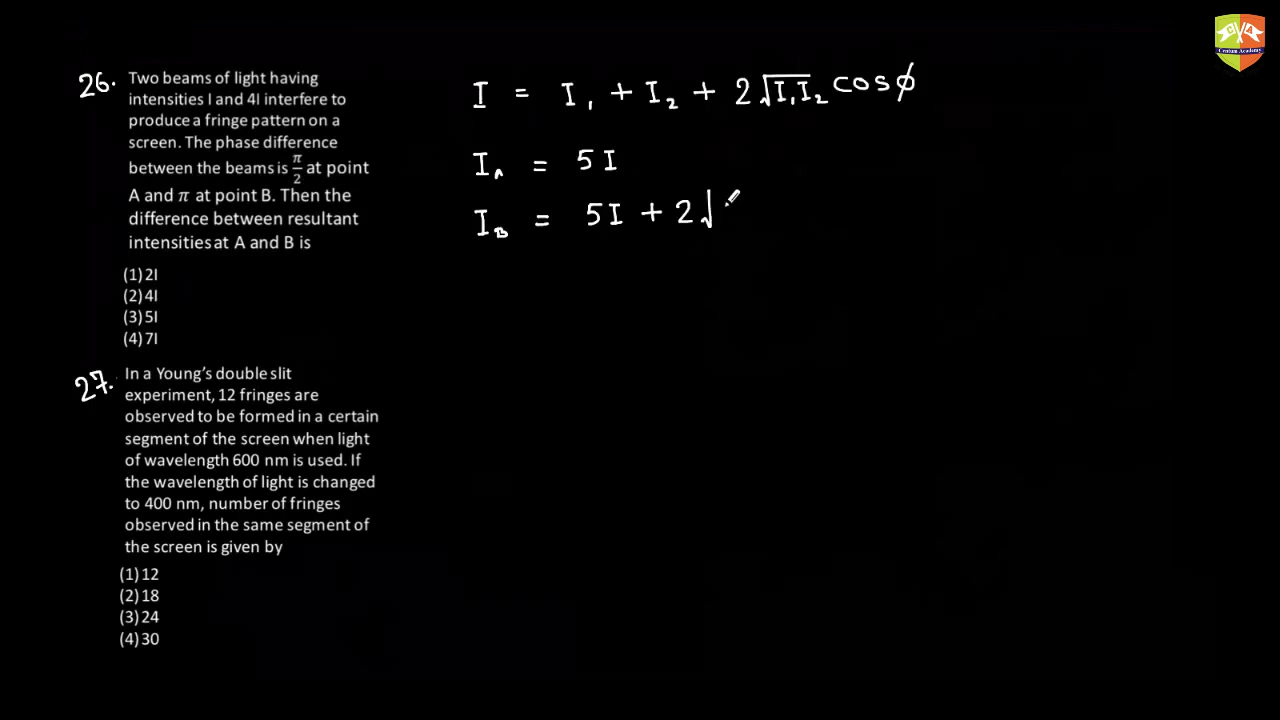 26. Two beams of light having
intensities I and 4I interfere to
produce a fringe pattern on a
screen. The phase difference
between the beams is π/2 at point
A and π at point B. Then the
difference between resultant
intensities at A and B is
(1) 2I
(2) 4I
(3) 5I
(4) 7I
27. In a Young's double slit
experiment, 12 fringes are
observed to be formed in a certain
segment of the screen when light
of wavelength 600 nm is used. If
the wavelength of light is changed
to 400 nm, number of fringes
observed in the same segment of
the screen is given by
(1) 12
(2) 18
(3) 24
(4) 30
I = I₁ + I₂ + 2√I₁I₂ cosϕ
I_A = 5I
I_B = 5I + 2√
Centum Academy